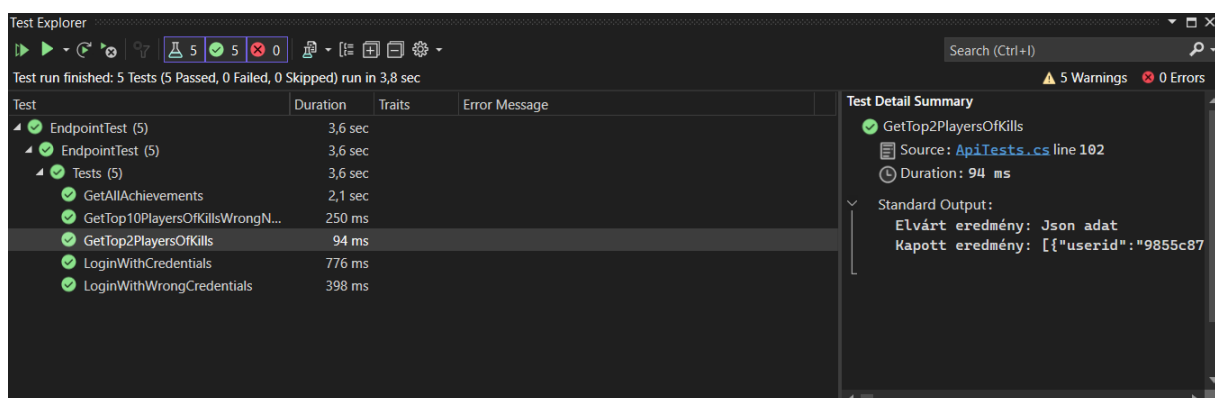 Test Explorer
5 5 0 Search (Ctrl+I)
Test run finished: 5 Tests (5 Passed, 0 Failed, 0 Skipped) run in 3,8 sec 5 Warnings 0 Errors
Test Duration Traits Error Message
EndpointTest (5) 3,6 sec
EndpointTest (5) 3,6 sec
Tests (5) 3,6 sec
GetAllAchievements 2,1 sec
GetTop10PlayersOfKillsWrongN... 250 ms
GetTop2PlayersOfKills 94 ms
LoginWithCredentials 776 ms
LoginWithWrongCredentials 398 ms
Test Detail Summary
GetTop2PlayersOfKills
Source: ApiTests.cs line 102
Duration: 94 ms
Standard Output:
Elvárt eredmény: Json adat
Kapott eredmény: [{"userid":"9855c87